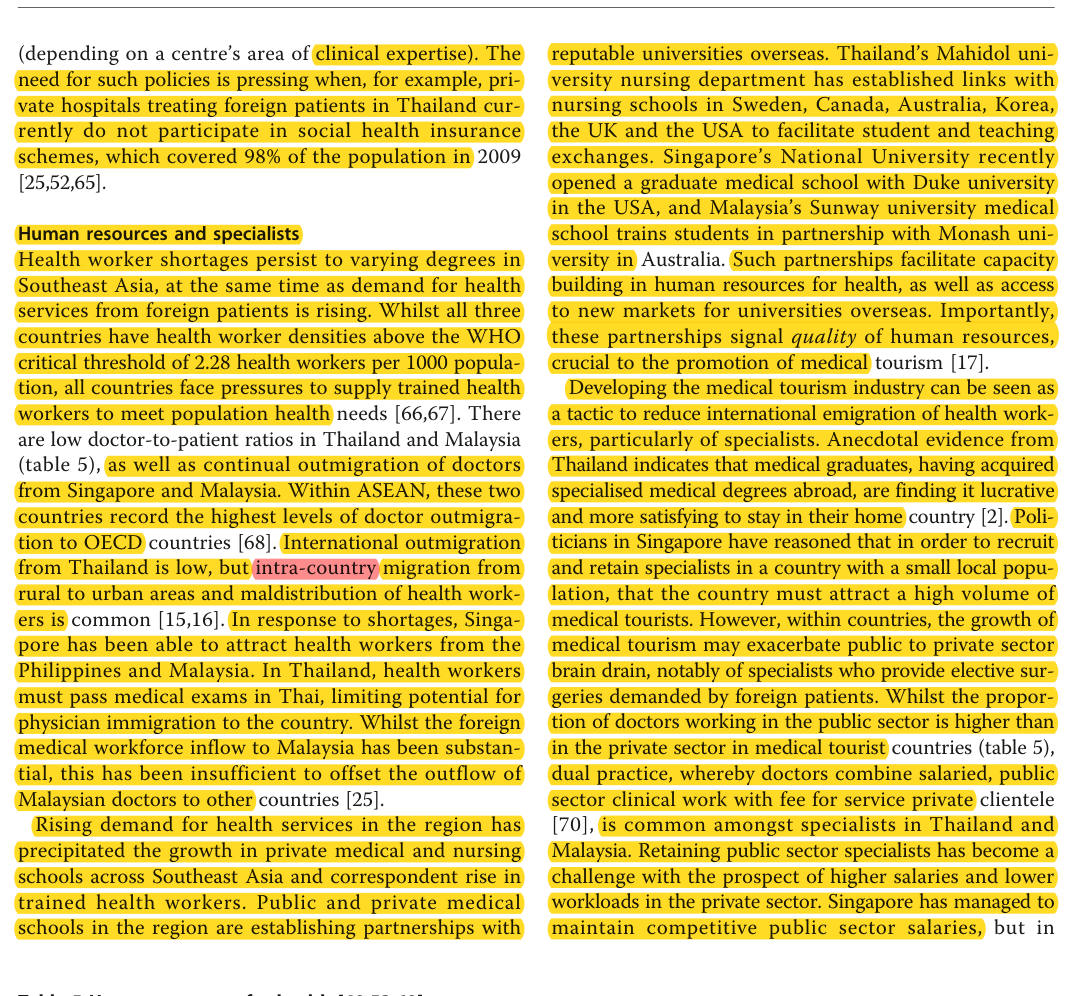 (depending on a centre's area of clinical expertise). The
need for such policies is pressing when, for example, pri-
vate hospitals treating foreign patients in Thailand cur-
rently do not participate in social health insurance
schemes, which covered 98% of the population in 2009
[25,52,65].
Human resources and specialists
Health worker shortages persist to varying degrees in
Southeast Asia, at the same time as demand for health
services from foreign patients is rising. Whilst all three
countries have health worker densities above the WHO
critical threshold of 2.28 health workers per 1000 popula-
tion, all countries face pressures to supply trained health
workers to meet population health needs [66,67]. There
are low doctor-to-patient ratios in Thailand and Malaysia
(table 5), as well as continual outmigration of doctors
from Singapore and Malaysia. Within ASEAN, these two
countries record the highest levels of doctor outmigra-
tion to OECD countries [68]. International outmigration
from Thailand is low, but intra-country migration from
rural to urban areas and maldistribution of health work-
ers is common [15,16]. In response to shortages, Singa-
pore has been able to attract health workers from the
Philippines and Malaysia. In Thailand, health workers
must pass medical exams in Thai, limiting potential for
physician immigration to the country. Whilst the foreign
medical workforce inflow to Malaysia has been substan-
tial, this has been insufficient to offset the outflow of
Malaysian doctors to other countries [25].
Rising demand for health services in the region has
precipitated the growth in private medical and nursing
schools across Southeast Asia and correspondent rise in
trained health workers. Public and private medical
schools in the region are establishing partnerships with
reputable universities overseas. Thailand's Mahidol uni-
versity nursing department has established links with
nursing schools in Sweden, Canada, Australia, Korea,
the UK and the USA to facilitate student and teaching
exchanges. Singapore's National University recently
opened a graduate medical school with Duke university
in the USA, and Malaysia's Sunway university medical
school trains students in partnership with Monash uni-
versity in Australia. Such partnerships facilitate capacity
building in human resources for health, as well as access
to new markets for universities overseas. Importantly,
these partnerships signal quality of human resources,
crucial to the promotion of medical tourism [17].
Developing the medical tourism industry can be seen as
a tactic to reduce international emigration of health work-
ers, particularly of specialists. Anecdotal evidence from
Thailand indicates that medical graduates, having acquired
specialised medical degrees abroad, are finding it lucrative
and more satisfying to stay in their home country [2]. Poli-
ticians in Singapore have reasoned that in order to recruit
and retain specialists in a country with a small local popu-
lation, that the country must attract a high volume of
medical tourists. However, within countries, the growth of
medical tourism may exacerbate public to private sector
brain drain, notably of specialists who provide elective sur-
geries demanded by foreign patients. Whilst the propor-
tion of doctors working in the public sector is higher than
in the private sector in medical tourist countries (table 5),
dual practice, whereby doctors combine salaried, public
sector clinical work with fee for service private clientele
[70], is common amongst specialists in Thailand and
Malaysia. Retaining public sector specialists has become a
challenge with the prospect of higher salaries and lower
workloads in the private sector. Singapore has managed to
maintain competitive public sector salaries, but in